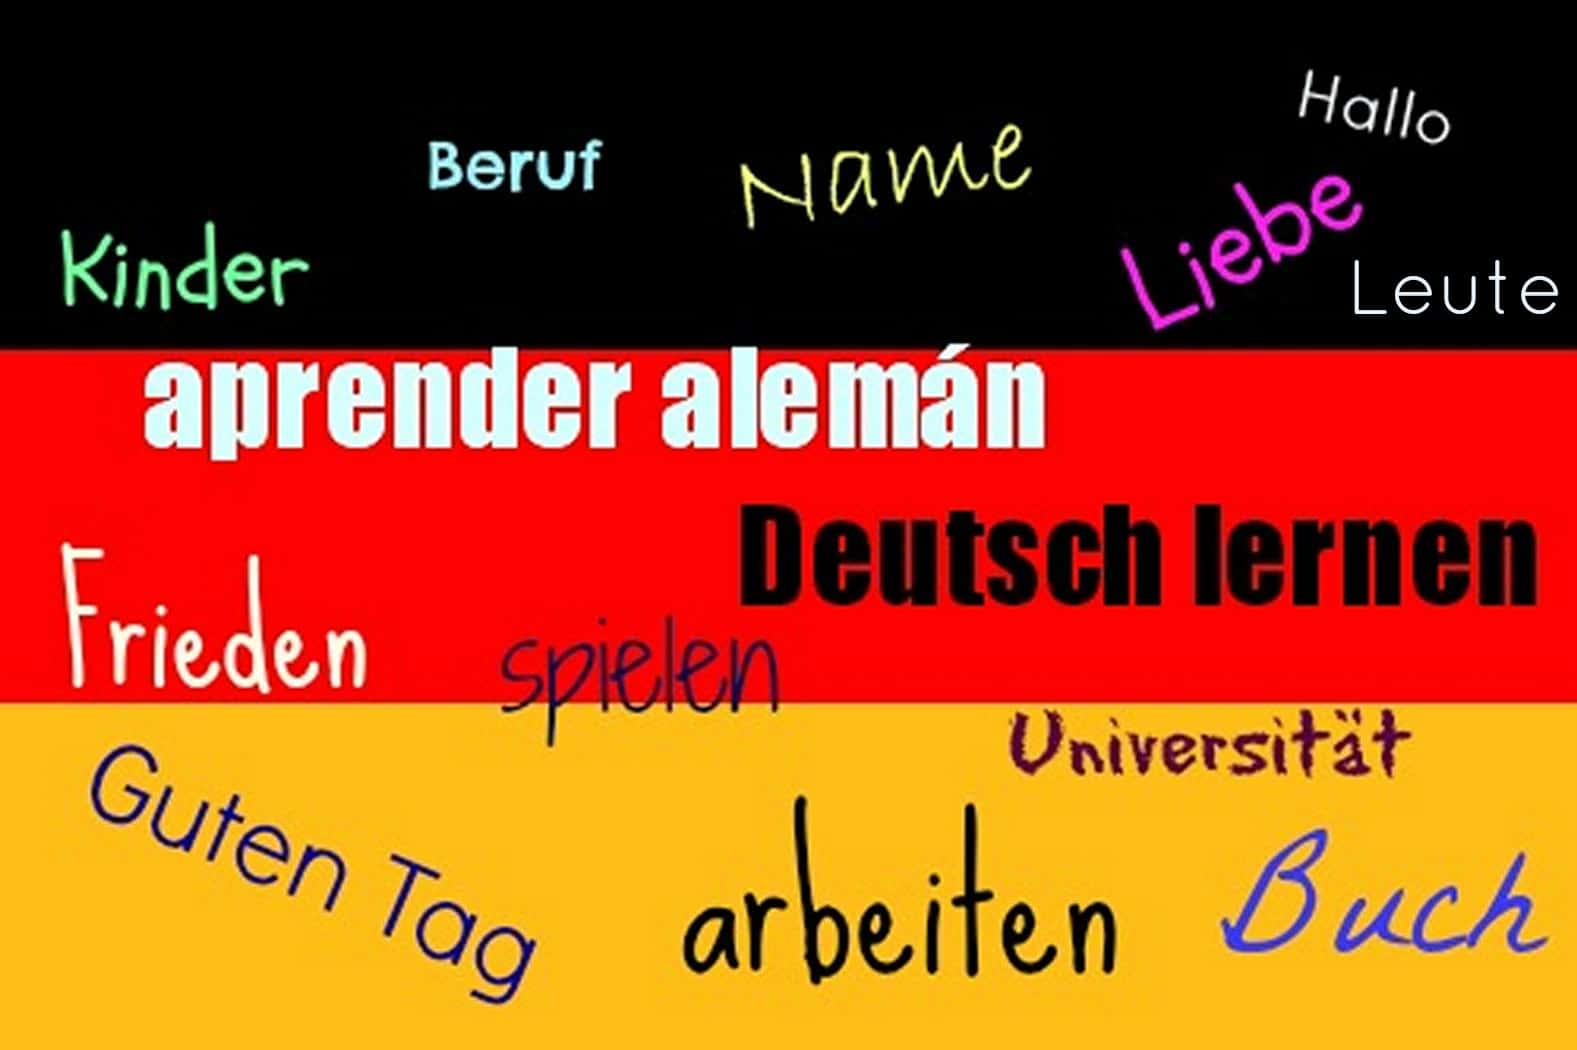 Hallo
Beruf
Name
Liebe
Kinder
Leute
aprender alemán
Deutsch lernen
Frieden
spielen
Universität
Guten Tag
arbeiten
Buch